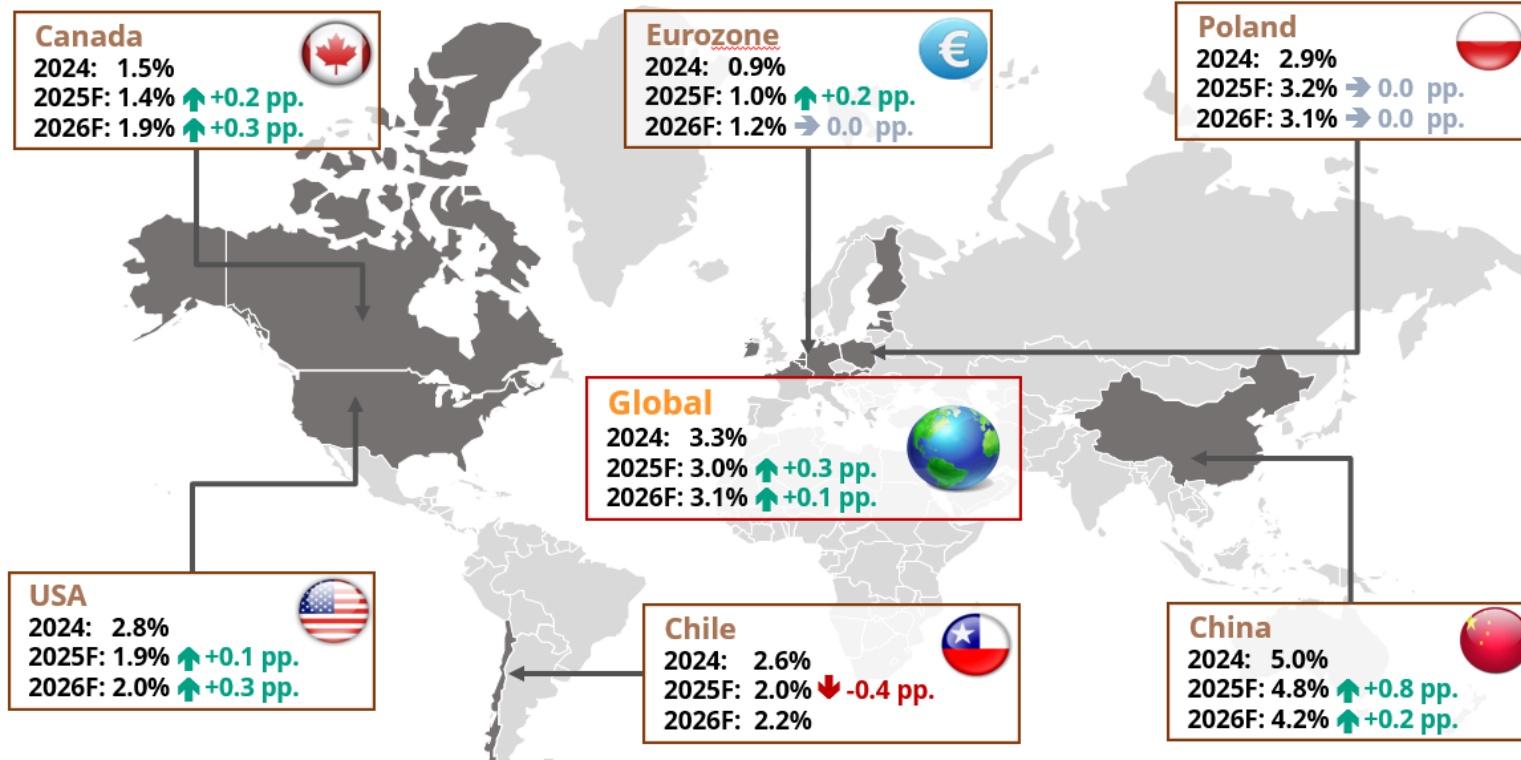 Canada
2024: 1.5%
2025F: 1.4% +0.2 pp.
2026F: 1.9% +0.3 pp.
Eurozone
€
2024: 0.9%
2025F: 1.0% +0.2 pp.
2026F: 1.2% 0.0 pp.
Poland
2024: 2.9%
2025F: 3.2% 0.0 pp.
2026F: 3.1% 0.0 pp.
Global
2024: 3.3%
2025F: 3.0% +0.3 pp.
2026F: 3.1% +0.1 pp.
USA
2024: 2.8%
2025F: 1.9% +0.1 pp.
2026F: 2.0% +0.3 pp.
Chile
2024: 2.6%
2025F: 2.0% -0.4 pp.
2026F: 2.2%
China
2024: 5.0%
2025F: 4.8% +0.8 pp.
2026F: 4.2% +0.2 pp.